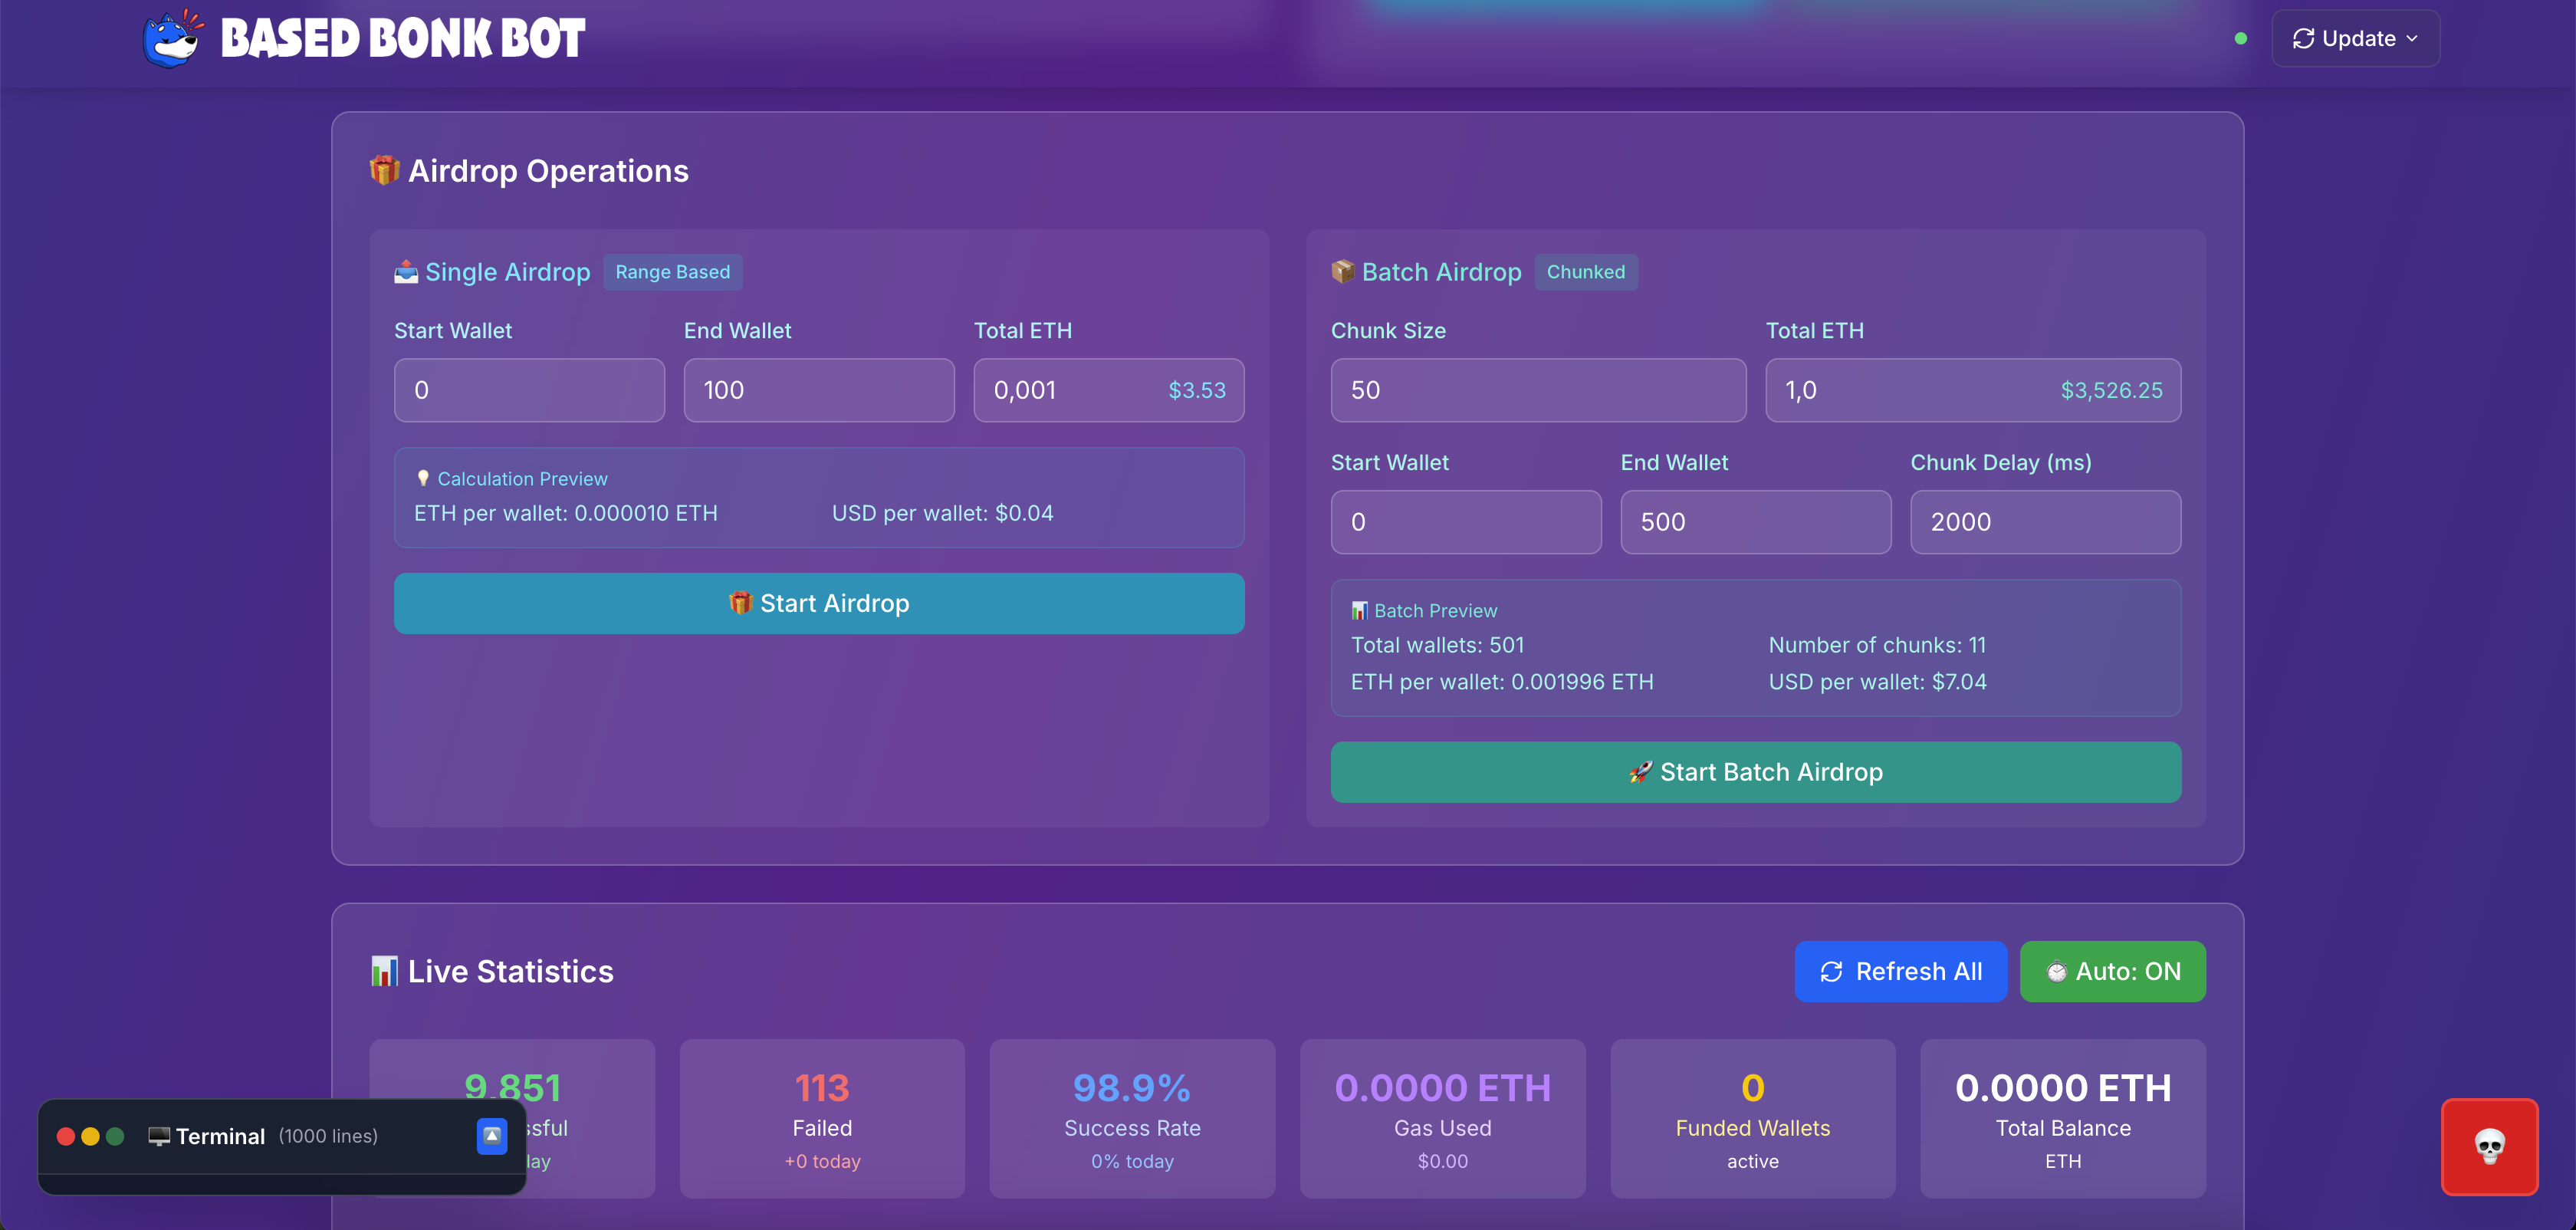 BASED BONK BOT
Update
Airdrop Operations
Single Airdrop Range Based
Start Wallet End Wallet Total ETH
0 100 0,001 $3.53
Calculation Preview
ETH per wallet: 0.000010 ETH USD per wallet: $0.04
Start Airdrop
Batch Airdrop Chunked
Chunk Size Total ETH
50 1,0 $3,526.25
Start Wallet End Wallet Chunk Delay (ms)
0 500 2000
Batch Preview
Total wallets: 501 Number of chunks: 11
ETH per wallet: 0.001996 ETH USD per wallet: $7.04
Start Batch Airdrop
Live Statistics
Refresh All Auto: ON
9,851
113
Failed
+0 today
98.9%
Success Rate
0% today
0.0000 ETH
Gas Used
$0.00
0
Funded Wallets
active
0.0000 ETH
Total Balance
ETH
Terminal (1000 lines)